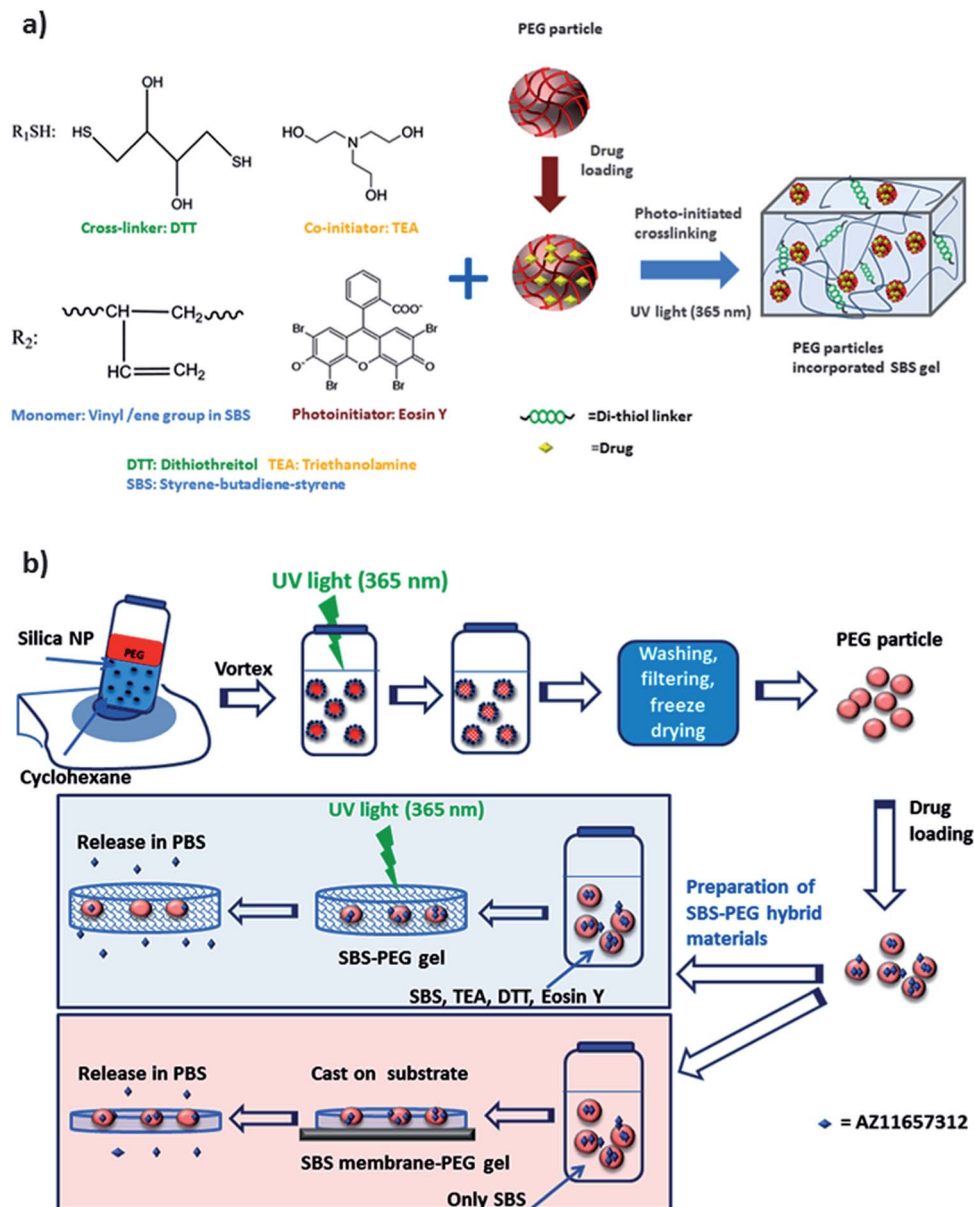 a)
PEG particle
OH
R₁SH:
HS
SH
OH
Cross-linker: DTT
HO
OH
N
OH
Co-initiator: TEA
Drug
loading
Photo-initiated
crosslinking
UV light (365 nm)
PEG particles
incorporated SBS gel
R₂:
CH
CH₂
HC
CH₂
Monomer: Vinyl /ene group in SBS
COO⁻
Br
Br
O⁻
O
O
Br
Br
Photoinitiator: Eosin Y
=Di-thiol linker
=Drug
DTT: Dithiothreitol TEA: Triethanolamine
SBS: Styrene-butadiene-styrene
b)
UV light (365 nm)
Silica NP
PEG
Vortex
Cyclohexane
Washing,
filtering,
freeze
drying
PEG particle
Drug
loading
UV light (365 nm)
Release in PBS
SBS-PEG gel
SBS, TEA, DTT, Eosin Y
Preparation of
SBS-PEG hybrid
materials
Release in PBS
Cast on substrate
SBS membrane-PEG gel
Only SBS
= AZ11657312